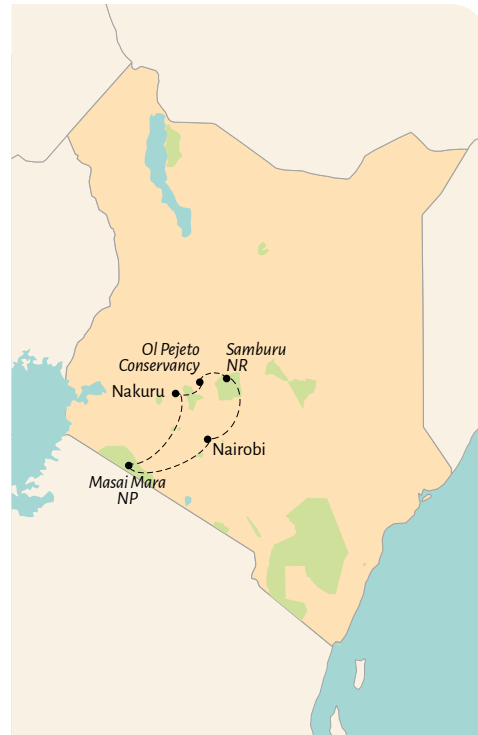 Ol Pejeto
Conservancy
Samburu
NR
Nakuru
Nairobi
Masai Mara
NP